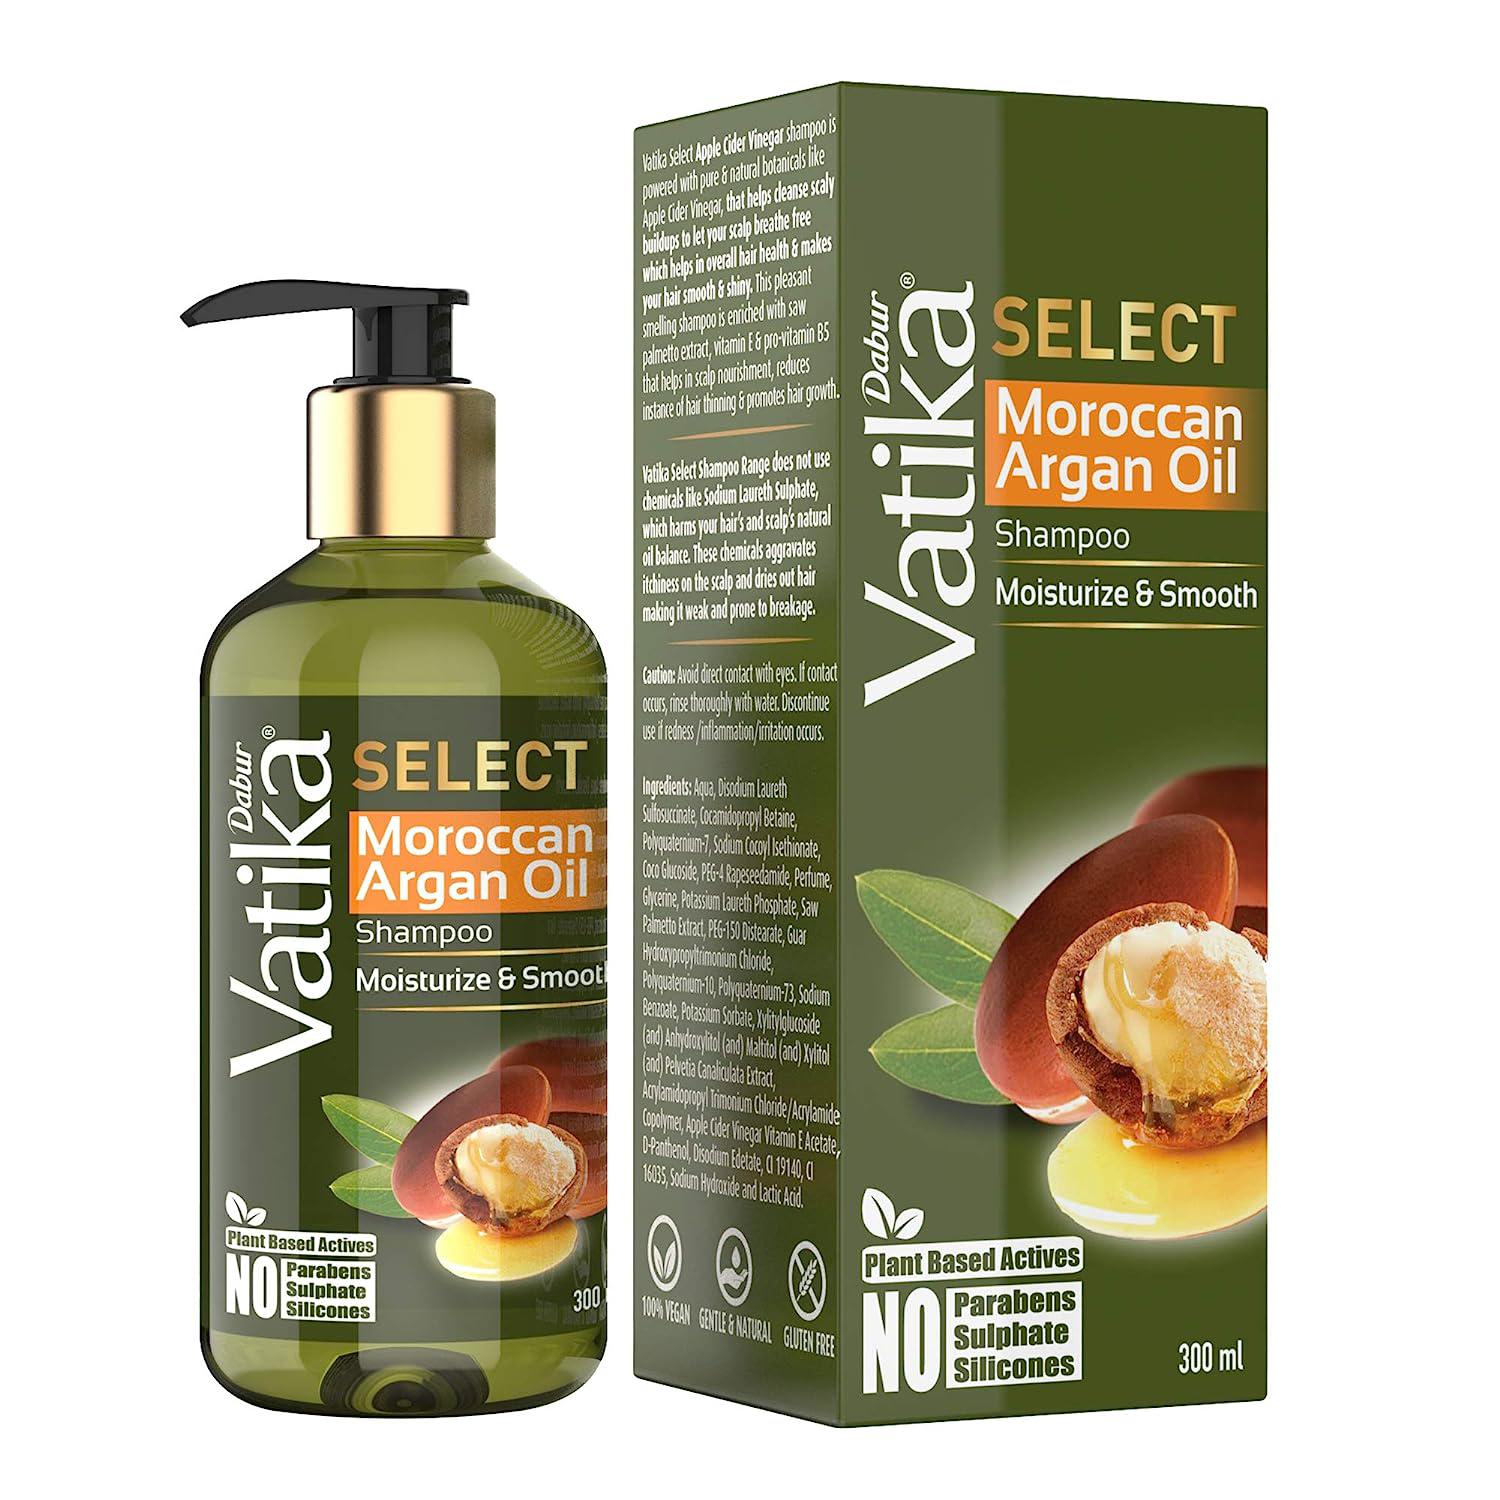 Dabur
Vatika®
SELECT
Moroccan
Argan Oil
Shampoo
Moisturize & Smooth
Plant Based Actives
NO
Parabens
Sulphate
Silicones
300
Vatika Select Apple Cider Vinegar shampoo is
powered with pure & natural botanicals like
Apple Cider Vinegar, that helps cleanse scaly
buildups to let your scalp breathe free
which helps in overall hair health & makes
your hair smooth & shiny. This pleasant
smelling shampoo is enriched with saw
palmetto extract, vitamin E & pro-vitamin B5
that helps in scalp nourishment, reduces
instance of hair thinning & promotes hair growth.
Vatika Select Shampoo Range does not use
chemicals like Sodium Laureth Sulphate,
which harms your hair's and scalp's natural
oil balance. These chemicals aggravates
itchiness on the scalp and dries out hair
making it weak and prone to breakage.
Caution: Avoid direct contact with eyes. If contact
occurs, rinse thoroughly with water. Discontinue
use if redness /inflammation/irritation occurs.
Ingredients: Aqua, Disodium Laureth
Sulfosuccinate, Cocamidopropyl Betaine,
Polyquaternium-7, Sodium Cocoyl Isethionate,
Coco Glucoside, PEG-4 Rapeseedamide, Perfume,
Glycerine, Potassium Laureth Phosphate, Saw
Palmetto Extract, PEG-150 Distearate, Guar
Hydroxypropyltrimonium Chloride,
Polyquaternium-10, Polyquaternium-73, Sodium
Benzoate, Potassium Sorbate, Xylitylglucoside
(and) Anhydroxylitol (and) Maltitol (and) Xylitol
(and) Pelvetia Canaliculata Extract,
Acrylamidopropyl Trimonium Chloride/Acrylamide
Copolymer, Apple Cider Vinegar Vitamin E Acetate,
D-Panthenol, Disodium Edetate, CI 19140, CI
16035, Sodium Hydroxide and Lactic Acid.
100% VEGAN
GENTLE & NATURAL
GLUTEN FREE
Dabur
Vatika®
SELECT
Moroccan
Argan Oil
Shampoo
Moisturize & Smooth
Plant Based Actives
NO
Parabens
Sulphate
Silicones
300 ml